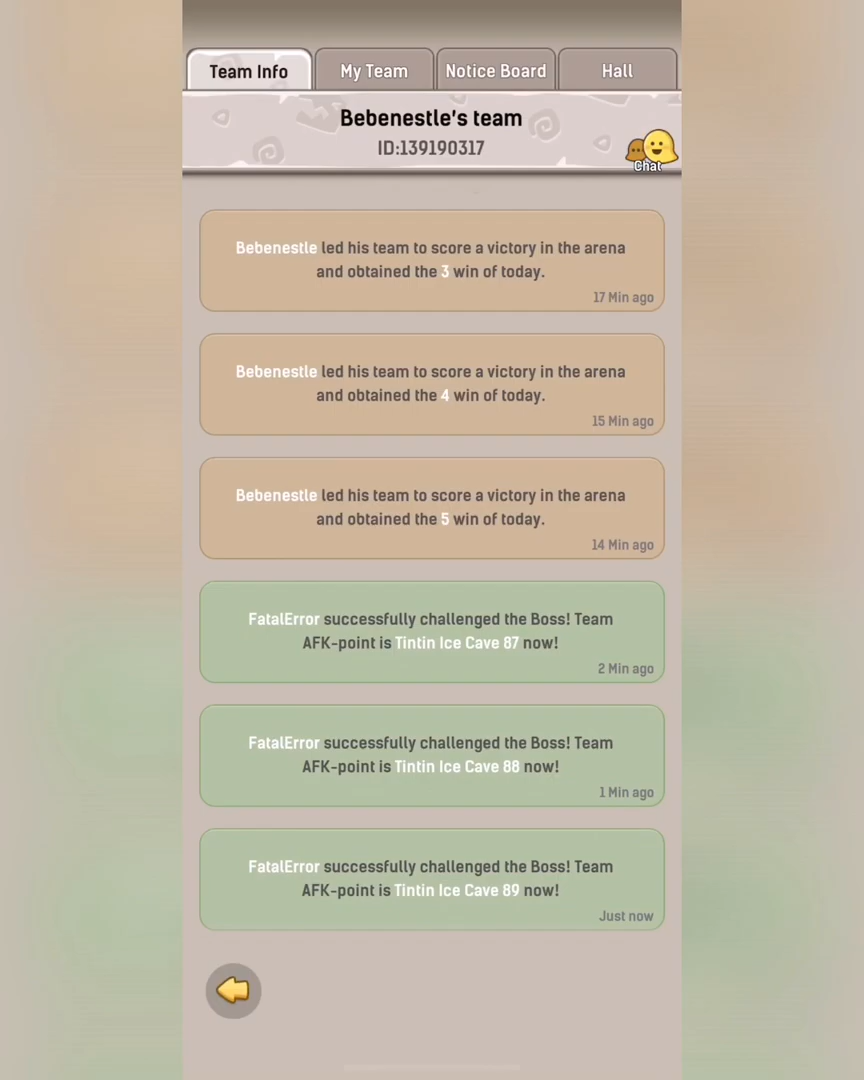 Team Info
My Team
Notice Board
Hall
Bebenestle's team
ID:139190317
Chat
Bebenestle led his team to score a victory in the arena
and obtained the 3 win of today.
17 Min ago
Bebenestle led his team to score a victory in the arena
and obtained the 4 win of today.
15 Min ago
Bebenestle led his team to score a victory in the arena
and obtained the 5 win of today.
14 Min ago
FatalError successfully challenged the Boss! Team
AFK-point is Tintin Ice Cave 87 now!
2 Min ago
FatalError successfully challenged the Boss! Team
AFK-point is Tintin Ice Cave 88 now!
1 Min ago
FatalError successfully challenged the Boss! Team
AFK-point is Tintin Ice Cave 89 now!
Just now